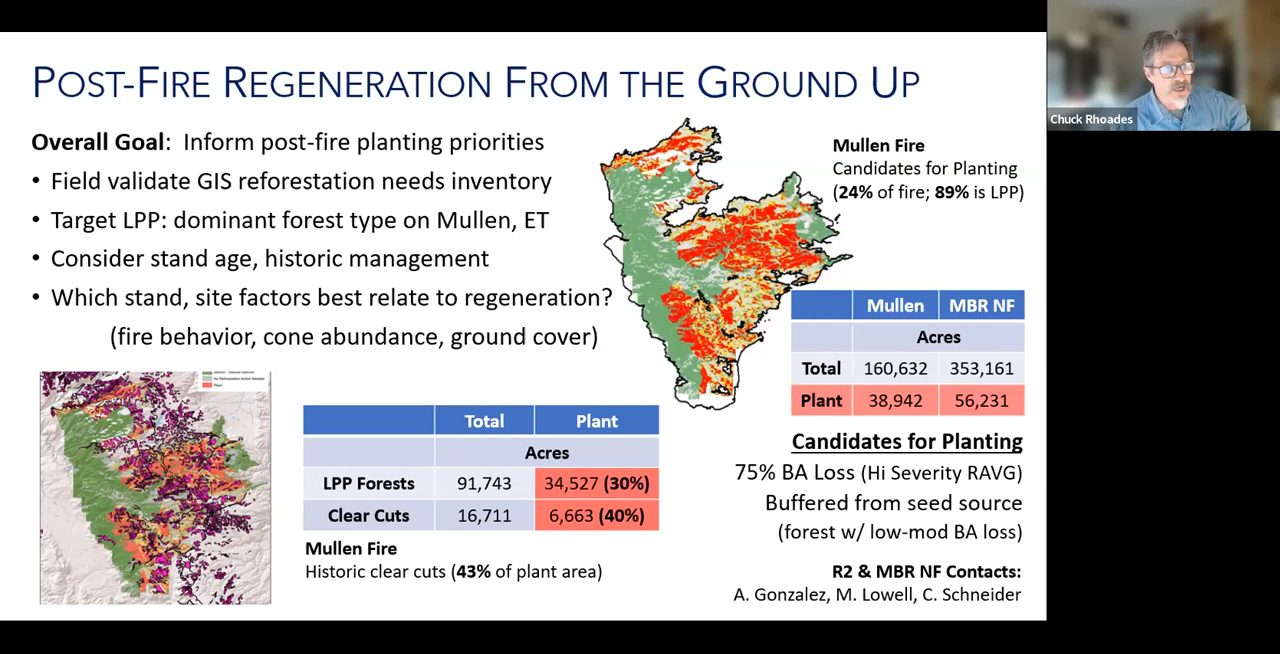 POST-FIRE REGENERATION FROM THE GROUND UP
Chuck Rhoades
Overall Goal: Inform post-fire planting priorities
• Field validate GIS reforestation needs inventory
• Target LPP: dominant forest type on Mullen, ET
• Consider stand age, historic management
• Which stand, site factors best relate to regeneration?
(fire behavior, cone abundance, ground cover)
Mullen Fire
Candidates for Planting
(24% of fire; 89% is LPP)
Mullen MBR NF
Acres
Total 160,632 353,161
Plant 38,942 56,231
Total Plant
Acres
LPP Forests 91,743 34,527 (30%)
Clear Cuts 16,711 6,663 (40%)
Mullen Fire
Historic clear cuts (43% of plant area)
Candidates for Planting
75% BA Loss (Hi Severity RAVG)
Buffered from seed source
(forest w/ low-mod BA loss)
R2 & MBR NF Contacts:
A. Gonzalez, M. Lowell, C. Schneider
No Reforestation Action Needed
Plant